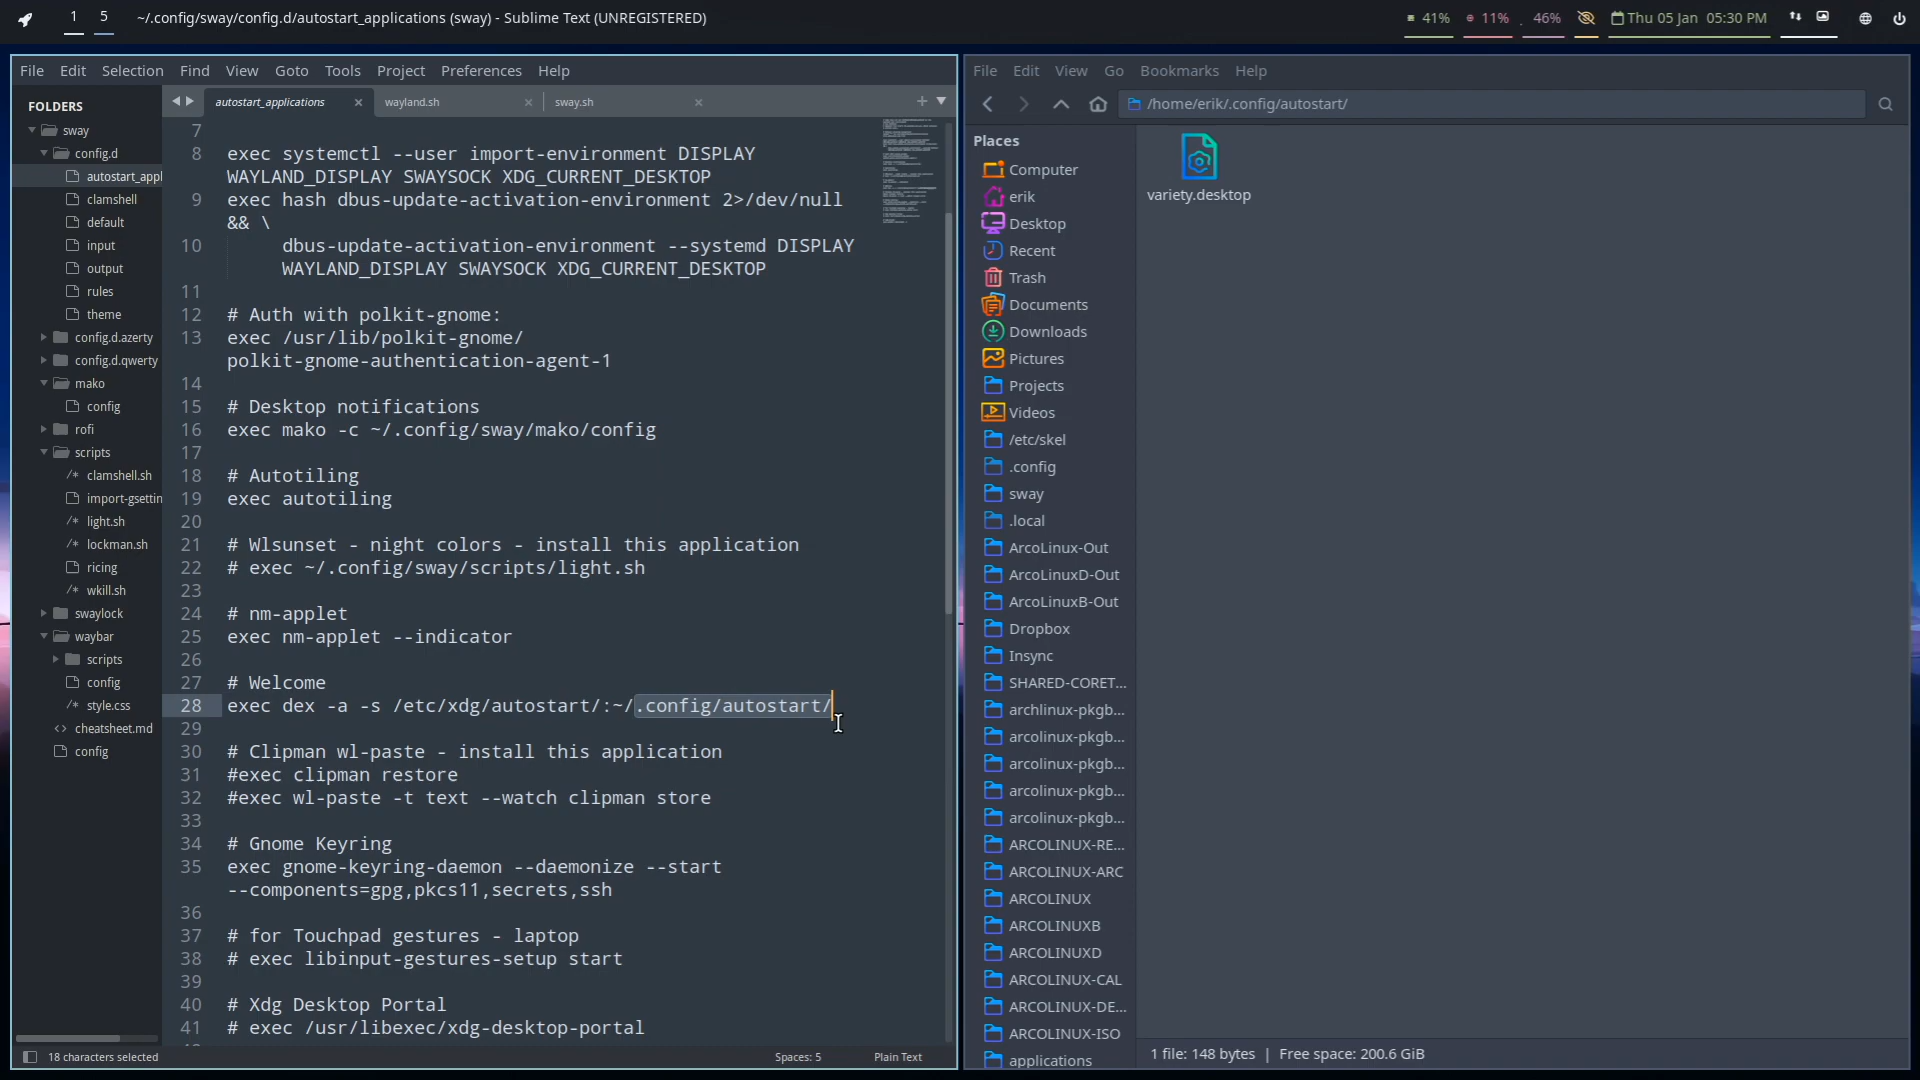 1 5 ~/.config/sway/config.d/autostart_applications (sway) - Sublime Text (UNREGISTERED) 41% 11% 46% Thu 05 Jan 05:30 PM
File Edit Selection Find View Goto Tools Project Preferences Help
FOLDERS
sway
config.d
autostart_appl
clamshell
default
input
output
rules
theme
config.d.azerty
config.d.qwerty
mako
config
rofi
scripts
/* clamshell.sh
import-gsettin
/* light.sh
/* lockman.sh
ricing
/* wkill.sh
swaylock
waybar
scripts
config
/* style.css
<> cheatsheet.md
config
autostart_applications × wayland.sh × sway.sh × +
7
8 exec systemctl --user import-environment DISPLAY
WAYLAND_DISPLAY SWAYSOCK XDG_CURRENT_DESKTOP
9 exec hash dbus-update-activation-environment 2>/dev/null
&& \
10 dbus-update-activation-environment --systemd DISPLAY
WAYLAND_DISPLAY SWAYSOCK XDG_CURRENT_DESKTOP
11
12 # Auth with polkit-gnome:
13 exec /usr/lib/polkit-gnome/
polkit-gnome-authentication-agent-1
14
15 # Desktop notifications
16 exec mako -c ~/.config/sway/mako/config
17
18 # Autotiling
19 exec autotiling
20
21 # Wlsunset - night colors - install this application
22 # exec ~/.config/sway/scripts/light.sh
23
24 # nm-applet
25 exec nm-applet --indicator
26
27 # Welcome
28 exec dex -a -s /etc/xdg/autostart/:~/.config/autostart/
29
30 # Clipman wl-paste - install this application
31 #exec clipman restore
32 #exec wl-paste -t text --watch clipman store
33
34 # Gnome Keyring
35 exec gnome-keyring-daemon --daemonize --start
--components=gpg,pkcs11,secrets,ssh
36
37 # for Touchpad gestures - laptop
38 # exec libinput-gestures-setup start
39
40 # Xdg Desktop Portal
41 # exec /usr/libexec/xdg-desktop-portal
18 characters selected Spaces: 5 Plain Text
File Edit View Go Bookmarks Help
/home/erik/.config/autostart/
Places
Computer
erik
Desktop
Recent
Trash
Documents
Downloads
Pictures
Projects
Videos
/etc/skel
.config
sway
.local
ArcoLinux-Out
ArcoLinuxD-Out
ArcoLinuxB-Out
Dropbox
Insync
SHARED-CORET...
archlinux-pkgb...
arcolinux-pkgb...
arcolinux-pkgb...
arcolinux-pkgb...
arcolinux-pkgb...
ARCOLINUX-RE...
ARCOLINUX-ARC
ARCOLINUX
ARCOLINUXB
ARCOLINUXD
ARCOLINUX-CAL
ARCOLINUX-DE...
ARCOLINUX-ISO
applications
variety.desktop
1 file: 148 bytes | Free space: 200.6 GiB